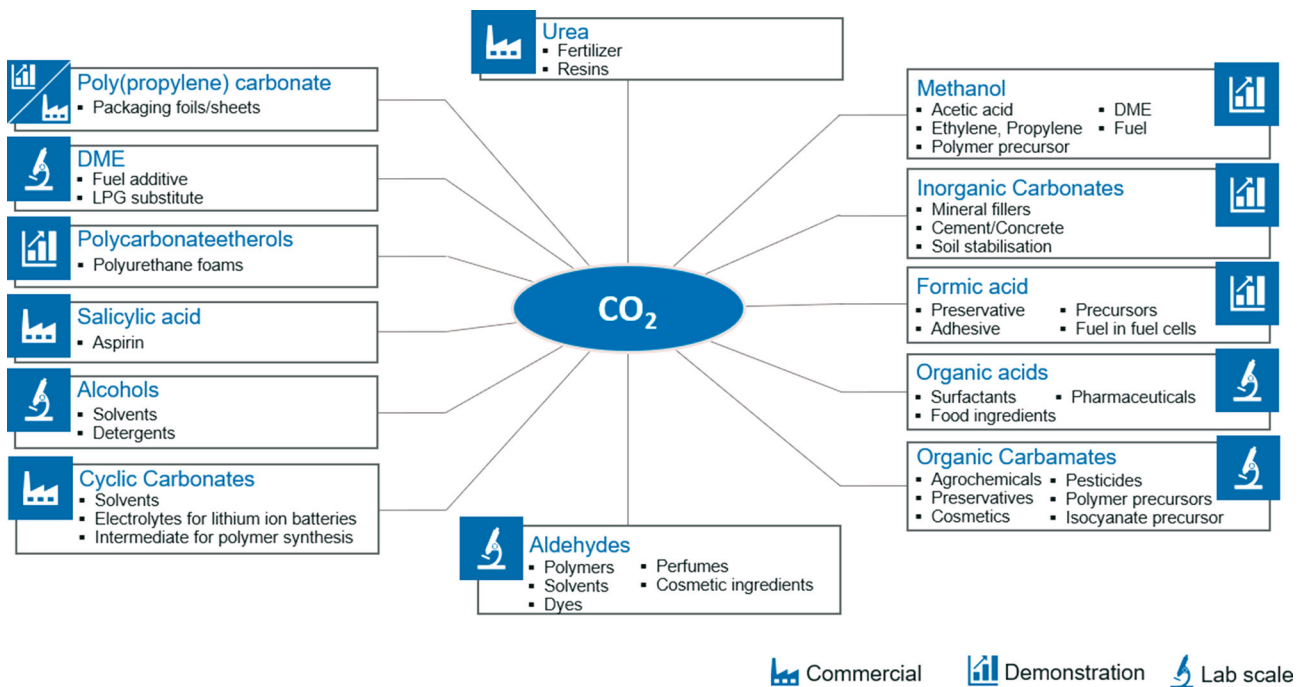 Urea
▪ Fertilizer
▪ Resins
Poly(propylene) carbonate
▪ Packaging foils/sheets
DME
▪ Fuel additive
▪ LPG substitute
Polycarbonateetherols
▪ Polyurethane foams
Salicylic acid
▪ Aspirin
Alcohols
▪ Solvents
▪ Detergents
Cyclic Carbonates
▪ Solvents
▪ Electrolytes for lithium ion batteries
▪ Intermediate for polymer synthesis
CO₂
Methanol
▪ Acetic acid ▪ DME
▪ Ethylene, Propylene ▪ Fuel
▪ Polymer precursor
Inorganic Carbonates
▪ Mineral fillers
▪ Cement/Concrete
▪ Soil stabilisation
Formic acid
▪ Preservative ▪ Precursors
▪ Adhesive ▪ Fuel in fuel cells
Organic acids
▪ Surfactants ▪ Pharmaceuticals
▪ Food ingredients
Organic Carbamates
▪ Agrochemicals ▪ Pesticides
▪ Preservatives ▪ Polymer precursors
▪ Cosmetics ▪ Isocyanate precursor
Aldehydes
▪ Polymers ▪ Perfumes
▪ Solvents ▪ Cosmetic ingredients
▪ Dyes
Commercial Demonstration Lab scale